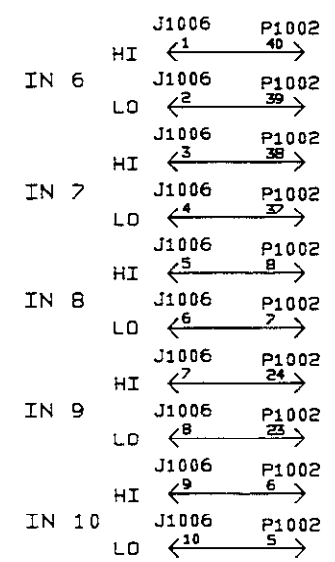 J1006 P1002
HI 1 40
IN 6 J1006 P1002
LO 2 39
J1006 P1002
HI 3 38
IN 7 J1006 P1002
LO 4 37
J1006 P1002
HI 5 8
IN 8 J1006 P1002
LO 6 7
J1006 P1002
HI 7 24
IN 9 J1006 P1002
LO 8 23
J1006 P1002
HI 9 6
IN 10 J1006 P1002
LO 10 5